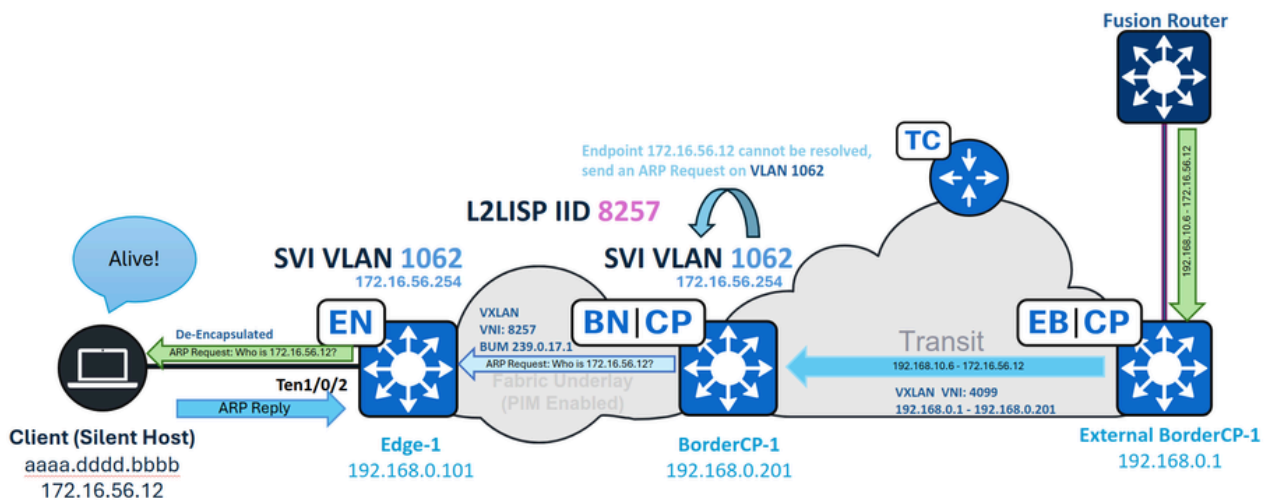 Fusion Router
192.168.10.6 - 172.16.56.12
TC
Endpoint 172.16.56.12 cannot be resolved,
send an ARP Request on VLAN 1062
L2LISP IID 8257
Alive!
SVI VLAN 1062
172.16.56.254
SVI VLAN 1062
172.16.56.254
EN
VXLAN
VNI: 8257
BUM 239.0.17.1
BN|CP
EB|CP
De-Encapsulated
ARP Request: Who is 172.16.56.12?
ARP Request: Who is 172.16.56.12?
Transit
192.168.10.6 - 172.16.56.12
Fabric Underlay
(PIM Enabled)
Ten1/0/2
ARP Reply
VXLAN VNI: 4099
192.168.0.1 - 192.168.0.201
Client (Silent Host)
aaaa.dddd.bbbb
172.16.56.12
Edge-1
192.168.0.101
BorderCP-1
192.168.0.201
External BorderCP-1
192.168.0.1